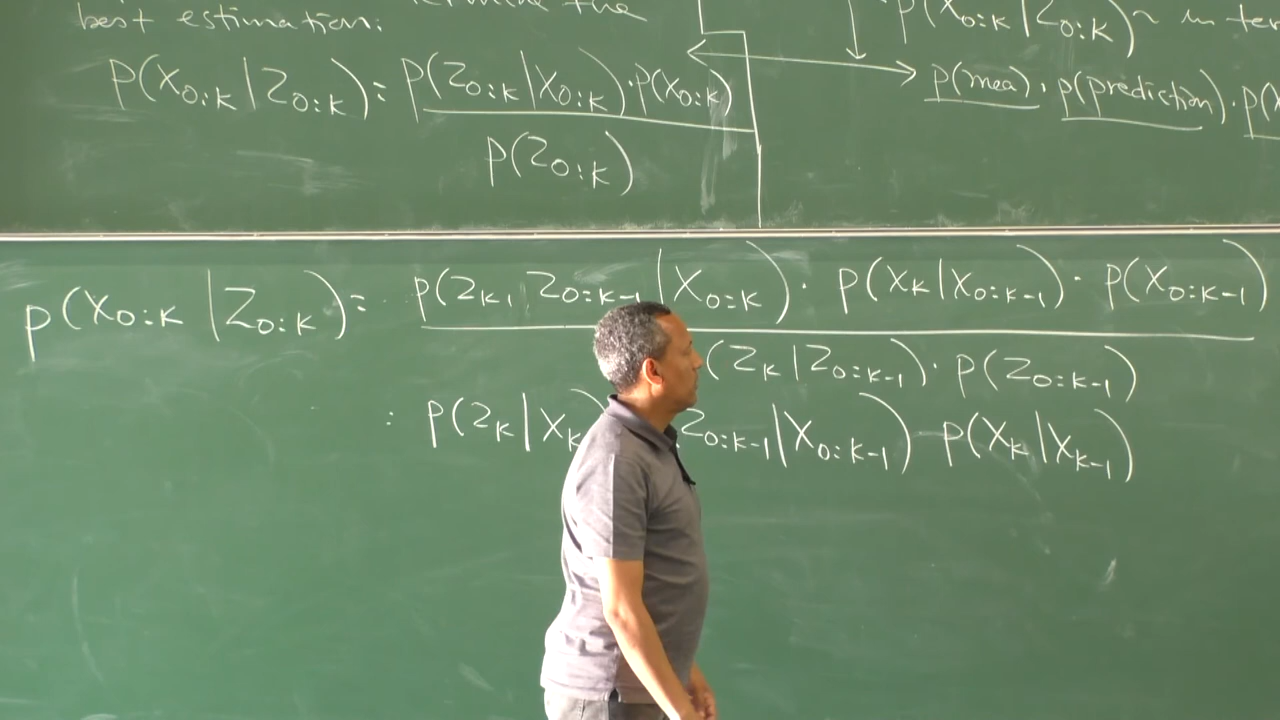 best estimation:
the
p(x0:k|z0:k) = p(z0:k|x0:k)·p(x0:k)
p(z0:k)
p(x0:k|z0:k) ~ in ter
p(mea)·p(prediction)·p(x
p(x0:k|z0:k) = p(zk, z0:k-1|x0:k)· p(xk|x0:k-1)· p(x0:k-1)
(zk|z0:k-1)· p(z0:k-1)
: p(zk|xk) z0:k-1|x0:k-1) p(xk|xk-1)